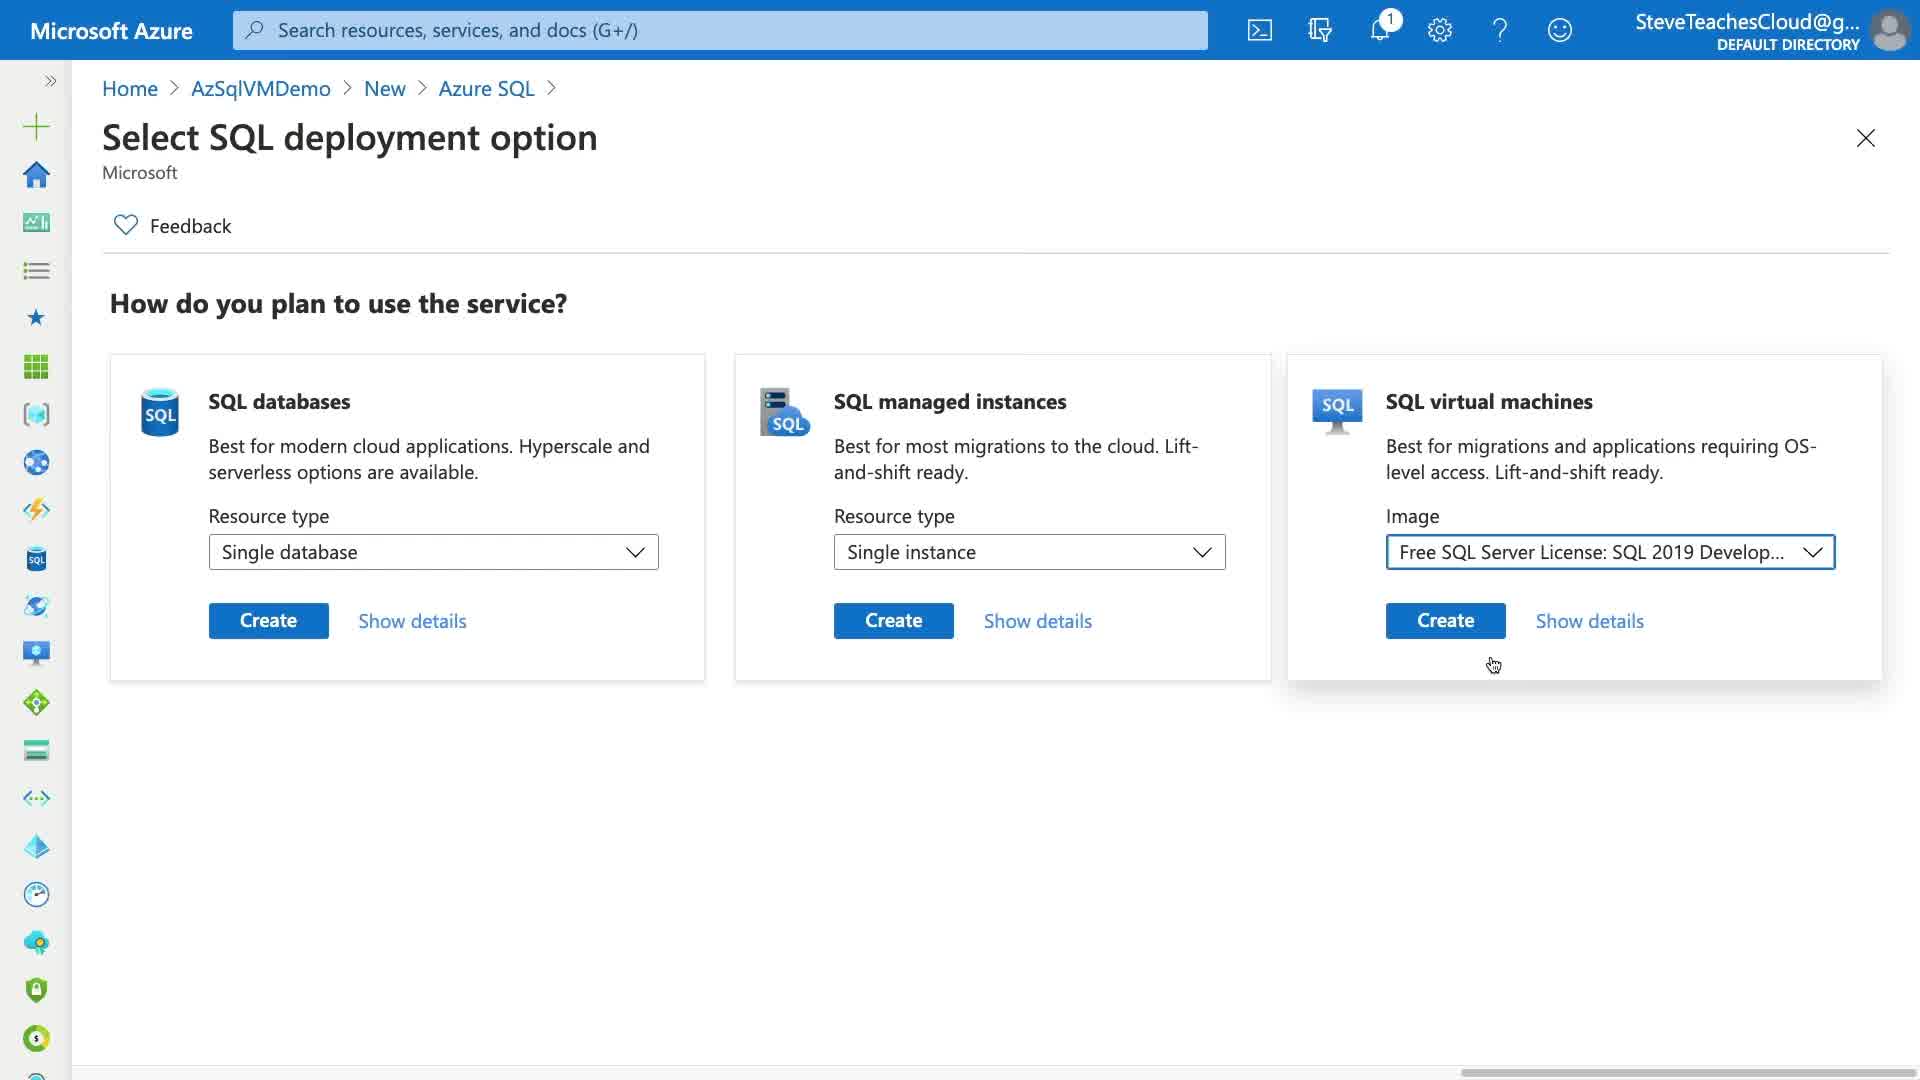 Microsoft Azure
Search resources, services, and docs (G+/)
1
SteveTeachesCloud@g...
DEFAULT DIRECTORY
Home > AzSqlVMDemo > New > Azure SQL >
Select SQL deployment option
Microsoft
Feedback
How do you plan to use the service?
SQL
SQL databases
Best for modern cloud applications. Hyperscale and
serverless options are available.
Resource type
Single database
Create
Show details
SQL
SQL managed instances
Best for most migrations to the cloud. Lift-
and-shift ready.
Resource type
Single instance
Create
Show details
SQL
SQL virtual machines
Best for migrations and applications requiring OS-
level access. Lift-and-shift ready.
Image
Free SQL Server License: SQL 2019 Develop...
Create
Show details
SQL
$